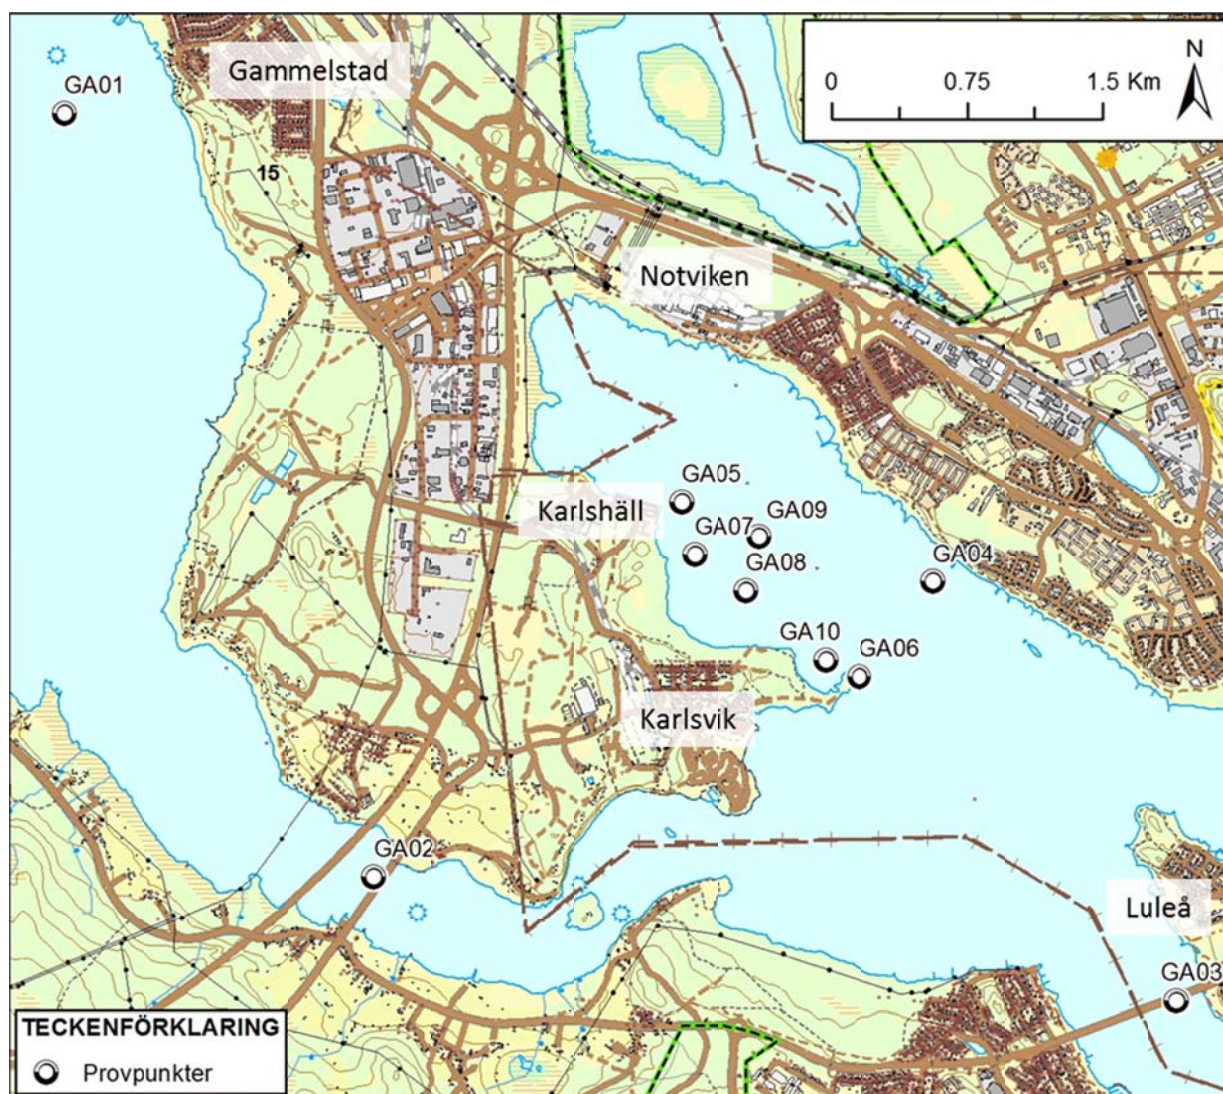 GA01
Gammelstad
0 0.75 1.5 Km
N
15
Notviken
GA05
Karlshäll
GA07
GA09
GA08
GA04
GA10
GA06
Karlsvik
GA02
Luleå
GA03
TECKENFÖRKLARING
Provpunkter